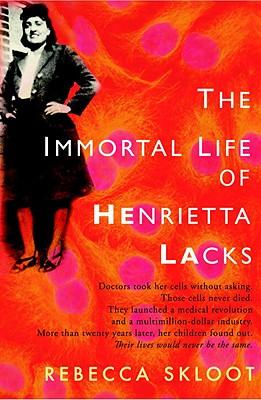 THE
IMMORTAL LIFE
OF
HENRIETTA
LACKS
Doctors took her cells without asking.
Those cells never died.
They launched a medical revolution
and a multimillion-dollar industry.
More than twenty years later, her children found out.
Their lives would never be the same.
REBECCA SKLOOT